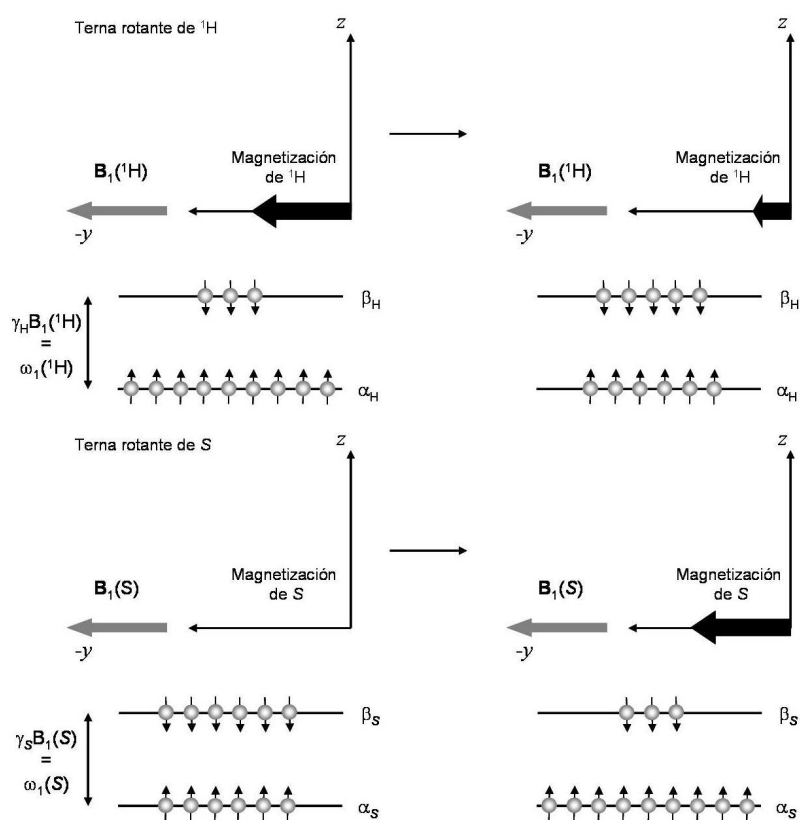 Terna rotante de ¹H
z
z
B₁(¹H)
Magnetización
de ¹H
B₁(¹H)
Magnetización
de ¹H
-y
-y
β_H
β_H
γ_HB₁(¹H)
=
ω₁(¹H)
α_H
α_H
Terna rotante de S
z
z
B₁(S)
Magnetización
de S
B₁(S)
Magnetización
de S
-y
-y
β_S
β_S
γ_SB₁(S)
=
ω₁(S)
α_S
α_S